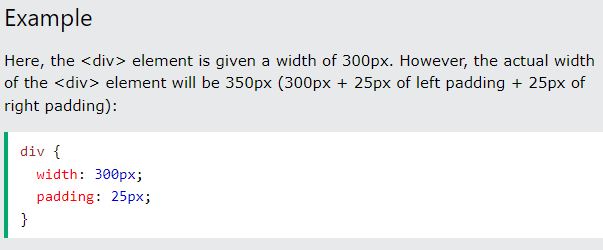 Example
Here, the <div> element is given a width of 300px. However, the actual width
of the <div> element will be 350px (300px + 25px of left padding + 25px of
right padding):
div {
  width: 300px;
  padding: 25px;
}